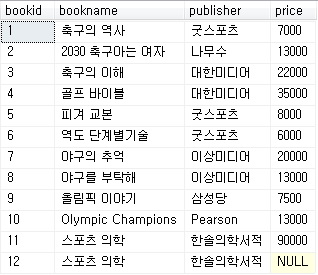 bookid bookname publisher price
1 축구의 역사 굿스포츠 7000
2 2030 축구아는 여자 나무수 13000
3 축구의 이해 대한미디어 22000
4 골프 바이블 대한미디어 35000
5 피겨 교본 굿스포츠 8000
6 역도 단계별기술 굿스포츠 6000
7 야구의 추억 이상미디어 20000
8 야구를 부탁해 이상미디어 13000
9 올림픽 이야기 삼성당 7500
10 Olympic Champions Pearson 13000
11 스포츠 의학 한솔의학서적 90000
12 스포츠 의학 한솔의학서적 NULL